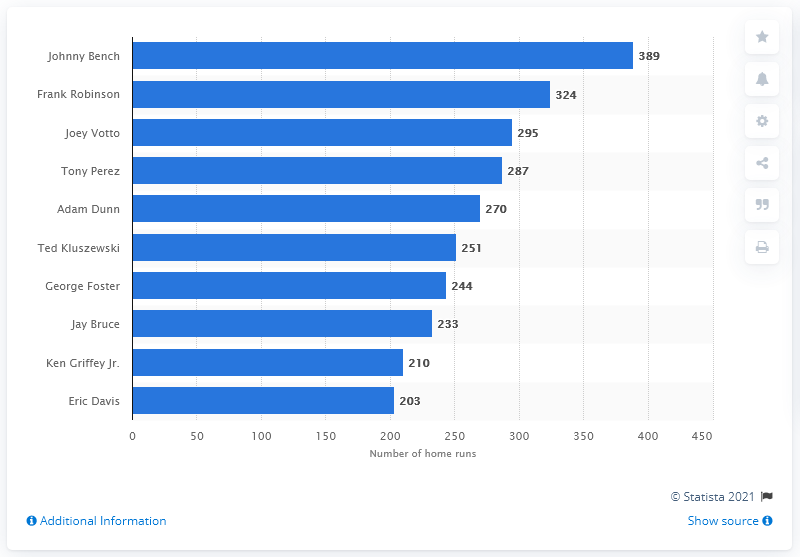 Johnny Bench 389
Frank Robinson 324
Joey Votto 295
Tony Perez 287
Adam Dunn 270
Ted Kluszewski 251
George Foster 244
Jay Bruce 233
Ken Griffey Jr. 210
Eric Davis 203
0 50 100 150 200 250 300 350 400 450
Number of home runs
© Statista 2021
Additional Information Show source